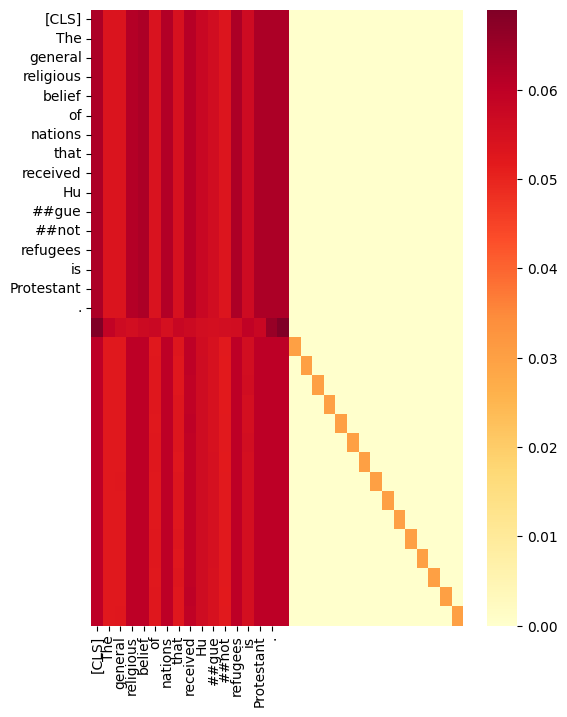 [CLS]
The
general
religious
belief
of
nations
that
received
Hu
##gue
##not
refugees
is
Protestant
.
0.06
0.05
0.04
0.03
0.02
0.01
0.00
[CLS]
The
general
religious
belief
of
nations
that
received
Hu
##gue
##not
refugees
is
Protestant
.